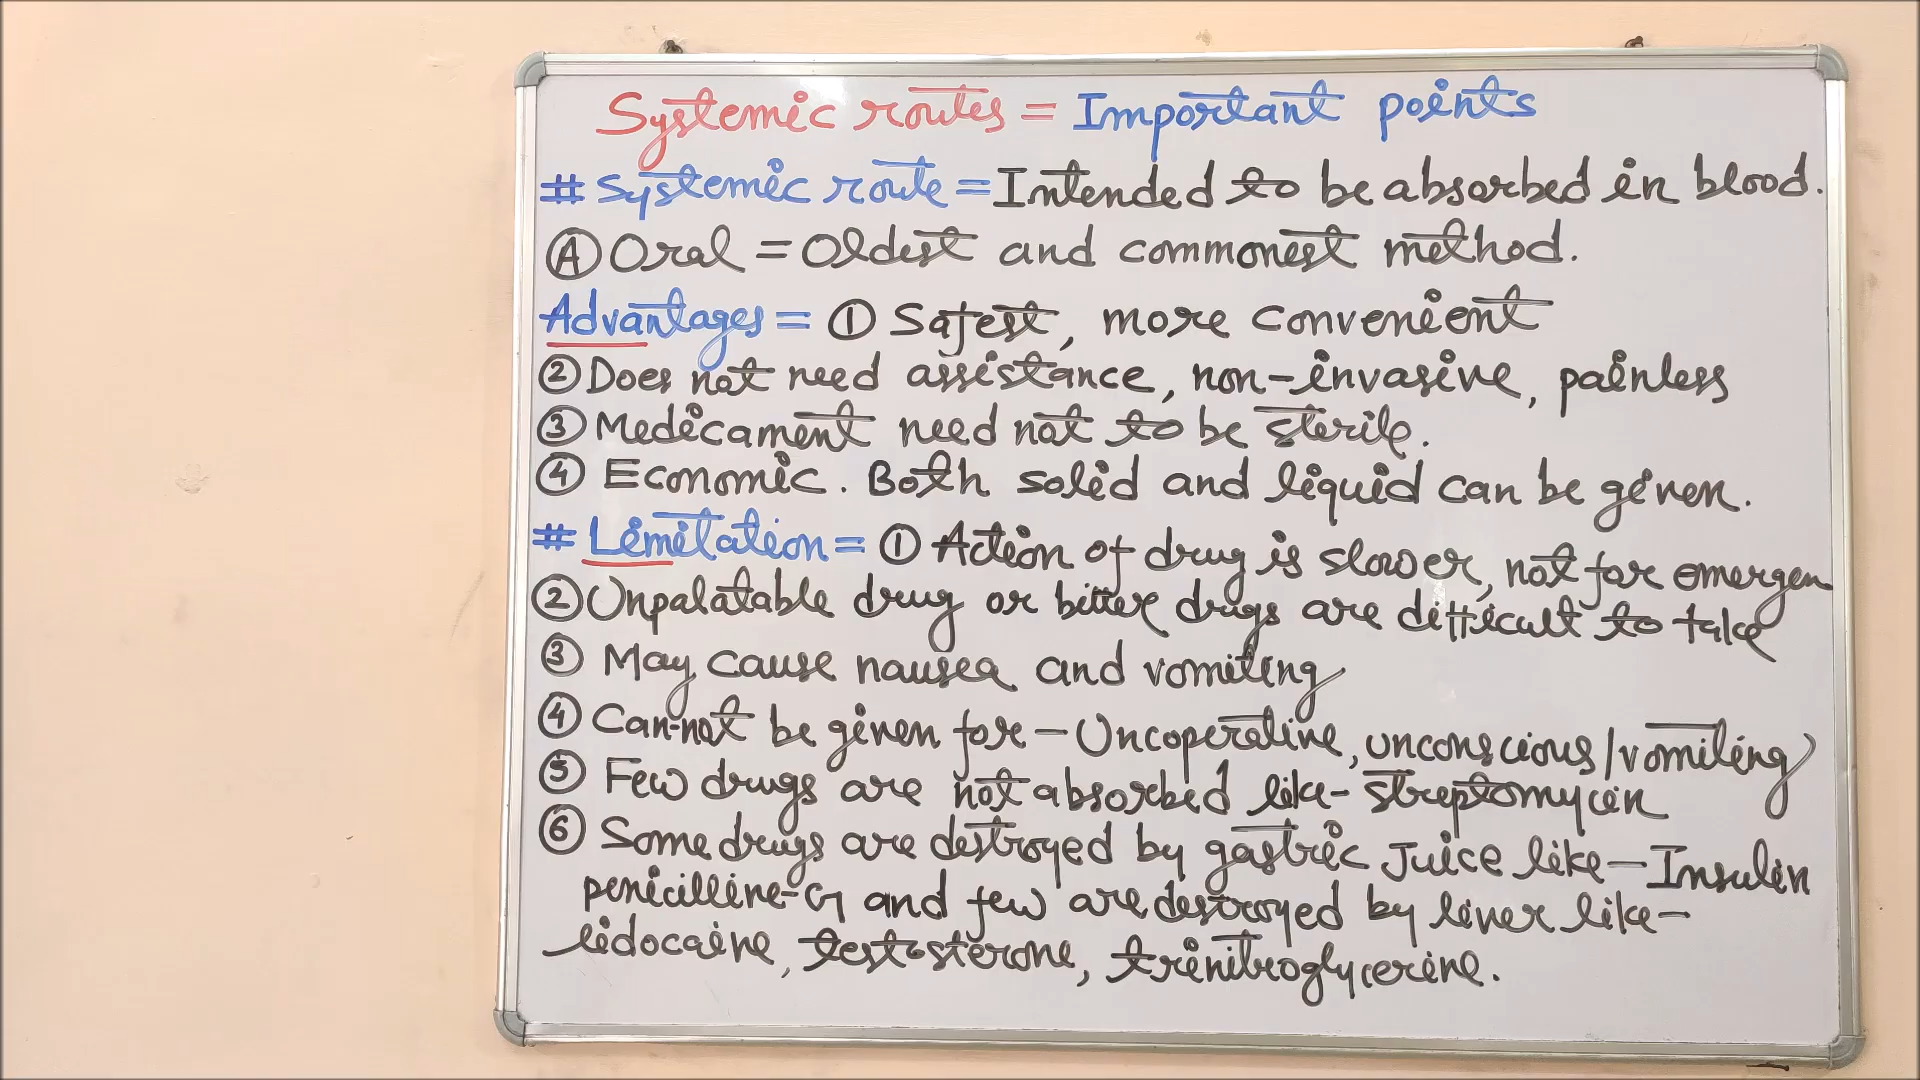 Systemic routes = Important points
# Systemic route = Intended to be absorbed in blood.
Ⓐ Oral = Oldest and commonest method.
Advantages = ① Safest, more convenient
② Does not need assistance, non-invasive, painless
③ Medicament need not to be sterile.
④ Economic. Both solid and liquid can be given.
# Limitation = ① Action of drug is slower, not for emergen
② Unpalatable drug or bitter drugs are difficult to take
③ May cause nausea and vomiting
④ Can-not be given for - Uncoperative, unconscious/vomiting
⑤ Few drugs are not absorbed like- streptomycin
⑥ Some drugs are destroyed by gastric Juice like - Insulin
penicilline-G and few are destroyed by liver like -
lidocaine, testosterone, trinitroglycerine.